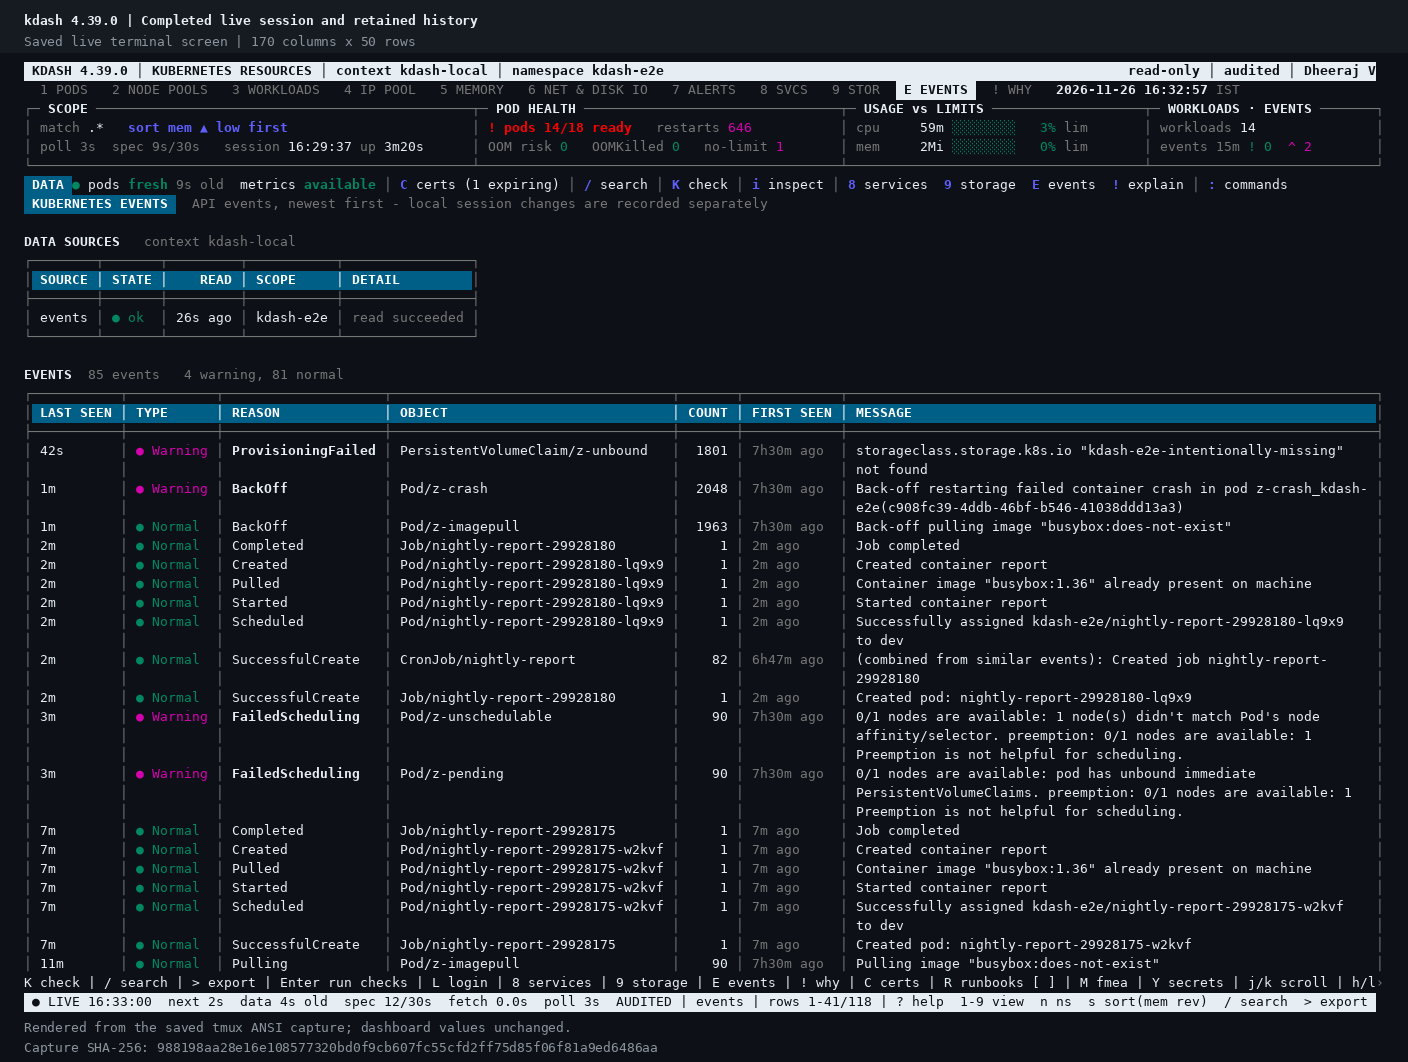 kdash 4.39.0 | Completed live session and retained history
Saved live terminal screen | 170 columns x 50 rows
KDASH 4.39.0 │ KUBERNETES RESOURCES │ context kdash-local │ namespace kdash-e2e read-only │ audited │ Dheeraj V
1 PODS 2 NODE POOLS 3 WORKLOADS 4 IP POOL 5 MEMORY 6 NET & DISK IO 7 ALERTS 8 SVCS 9 STOR E EVENTS ! WHY 2026-11-26 16:32:57 IST
SCOPE POD HEALTH USAGE vs LIMITS WORKLOADS · EVENTS
match .* sort mem ▲ low first │ ! pods 14/18 ready restarts 646 │ cpu 59m ░░░░░░░░ 3% lim │ workloads 14
poll 3s spec 9s/30s session 16:29:37 up 3m20s │ OOM risk 0 OOMKilled 0 no-limit 1 │ mem 2Mi ░░░░░░░░ 0% lim │ events 15m ! 0 ^ 2
DATA ● pods fresh 9s old metrics available │ C certs (1 expiring) │ / search │ K check │ i inspect │ 8 services 9 storage E events ! explain │ : commands
KUBERNETES EVENTS API events, newest first - local session changes are recorded separately
DATA SOURCES context kdash-local
SOURCE │ STATE │ READ │ SCOPE │ DETAIL
events │ ● ok │ 26s ago │ kdash-e2e │ read succeeded
EVENTS 85 events 4 warning, 81 normal
LAST SEEN │ TYPE │ REASON │ OBJECT │ COUNT │ FIRST SEEN │ MESSAGE
42s │ ● Warning │ ProvisioningFailed │ PersistentVolumeClaim/z-unbound │ 1801 │ 7h30m ago │ storageclass.storage.k8s.io "kdash-e2e-intentionally-missing"
not found
1m │ ● Warning │ BackOff │ Pod/z-crash │ 2048 │ 7h30m ago │ Back-off restarting failed container crash in pod z-crash_kdash-
e2e(c908fc39-4ddb-46bf-b546-41038ddd13a3)
1m │ ● Normal │ BackOff │ Pod/z-imagepull │ 1963 │ 7h30m ago │ Back-off pulling image "busybox:does-not-exist"
2m │ ● Normal │ Completed │ Job/nightly-report-29928180 │ 1 │ 2m ago │ Job completed
2m │ ● Normal │ Created │ Pod/nightly-report-29928180-lq9x9 │ 1 │ 2m ago │ Created container report
2m │ ● Normal │ Pulled │ Pod/nightly-report-29928180-lq9x9 │ 1 │ 2m ago │ Container image "busybox:1.36" already present on machine
2m │ ● Normal │ Started │ Pod/nightly-report-29928180-lq9x9 │ 1 │ 2m ago │ Started container report
2m │ ● Normal │ Scheduled │ Pod/nightly-report-29928180-lq9x9 │ 1 │ 2m ago │ Successfully assigned kdash-e2e/nightly-report-29928180-lq9x9
to dev
2m │ ● Normal │ SuccessfulCreate │ CronJob/nightly-report │ 82 │ 6h47m ago │ (combined from similar events): Created job nightly-report-
29928180
2m │ ● Normal │ SuccessfulCreate │ Job/nightly-report-29928180 │ 1 │ 2m ago │ Created pod: nightly-report-29928180-lq9x9
3m │ ● Warning │ FailedScheduling │ Pod/z-unschedulable │ 90 │ 7h30m ago │ 0/1 nodes are available: 1 node(s) didn't match Pod's node
affinity/selector. preemption: 0/1 nodes are available: 1
Preemption is not helpful for scheduling.
3m │ ● Warning │ FailedScheduling │ Pod/z-pending │ 90 │ 7h30m ago │ 0/1 nodes are available: pod has unbound immediate
PersistentVolumeClaims. preemption: 0/1 nodes are available: 1
Preemption is not helpful for scheduling.
7m │ ● Normal │ Completed │ Job/nightly-report-29928175 │ 1 │ 7m ago │ Job completed
7m │ ● Normal │ Created │ Pod/nightly-report-29928175-w2kvf │ 1 │ 7m ago │ Created container report
7m │ ● Normal │ Pulled │ Pod/nightly-report-29928175-w2kvf │ 1 │ 7m ago │ Container image "busybox:1.36" already present on machine
7m │ ● Normal │ Started │ Pod/nightly-report-29928175-w2kvf │ 1 │ 7m ago │ Started container report
7m │ ● Normal │ Scheduled │ Pod/nightly-report-29928175-w2kvf │ 1 │ 7m ago │ Successfully assigned kdash-e2e/nightly-report-29928175-w2kvf
to dev
7m │ ● Normal │ SuccessfulCreate │ Job/nightly-report-29928175 │ 1 │ 7m ago │ Created pod: nightly-report-29928175-w2kvf
11m │ ● Normal │ Pulling │ Pod/z-imagepull │ 90 │ 7h30m ago │ Pulling image "busybox:does-not-exist"
K check | / search | > export | Enter run checks | L login | 8 services | 9 storage | E events | ! why | C certs | R runbooks [ ] | M fmea | Y secrets | j/k scroll | h/l›
● LIVE 16:33:00 next 2s data 4s old spec 12/30s fetch 0.0s poll 3s AUDITED | events | rows 1-41/118 | ? help 1-9 view n ns s sort(mem rev) / search > export
Rendered from the saved tmux ANSI capture; dashboard values unchanged.
Capture SHA-256: 988198aa28e16e108577320bd0f9cb607fc55cfd2ff75d85f06f81a9ed6486aa